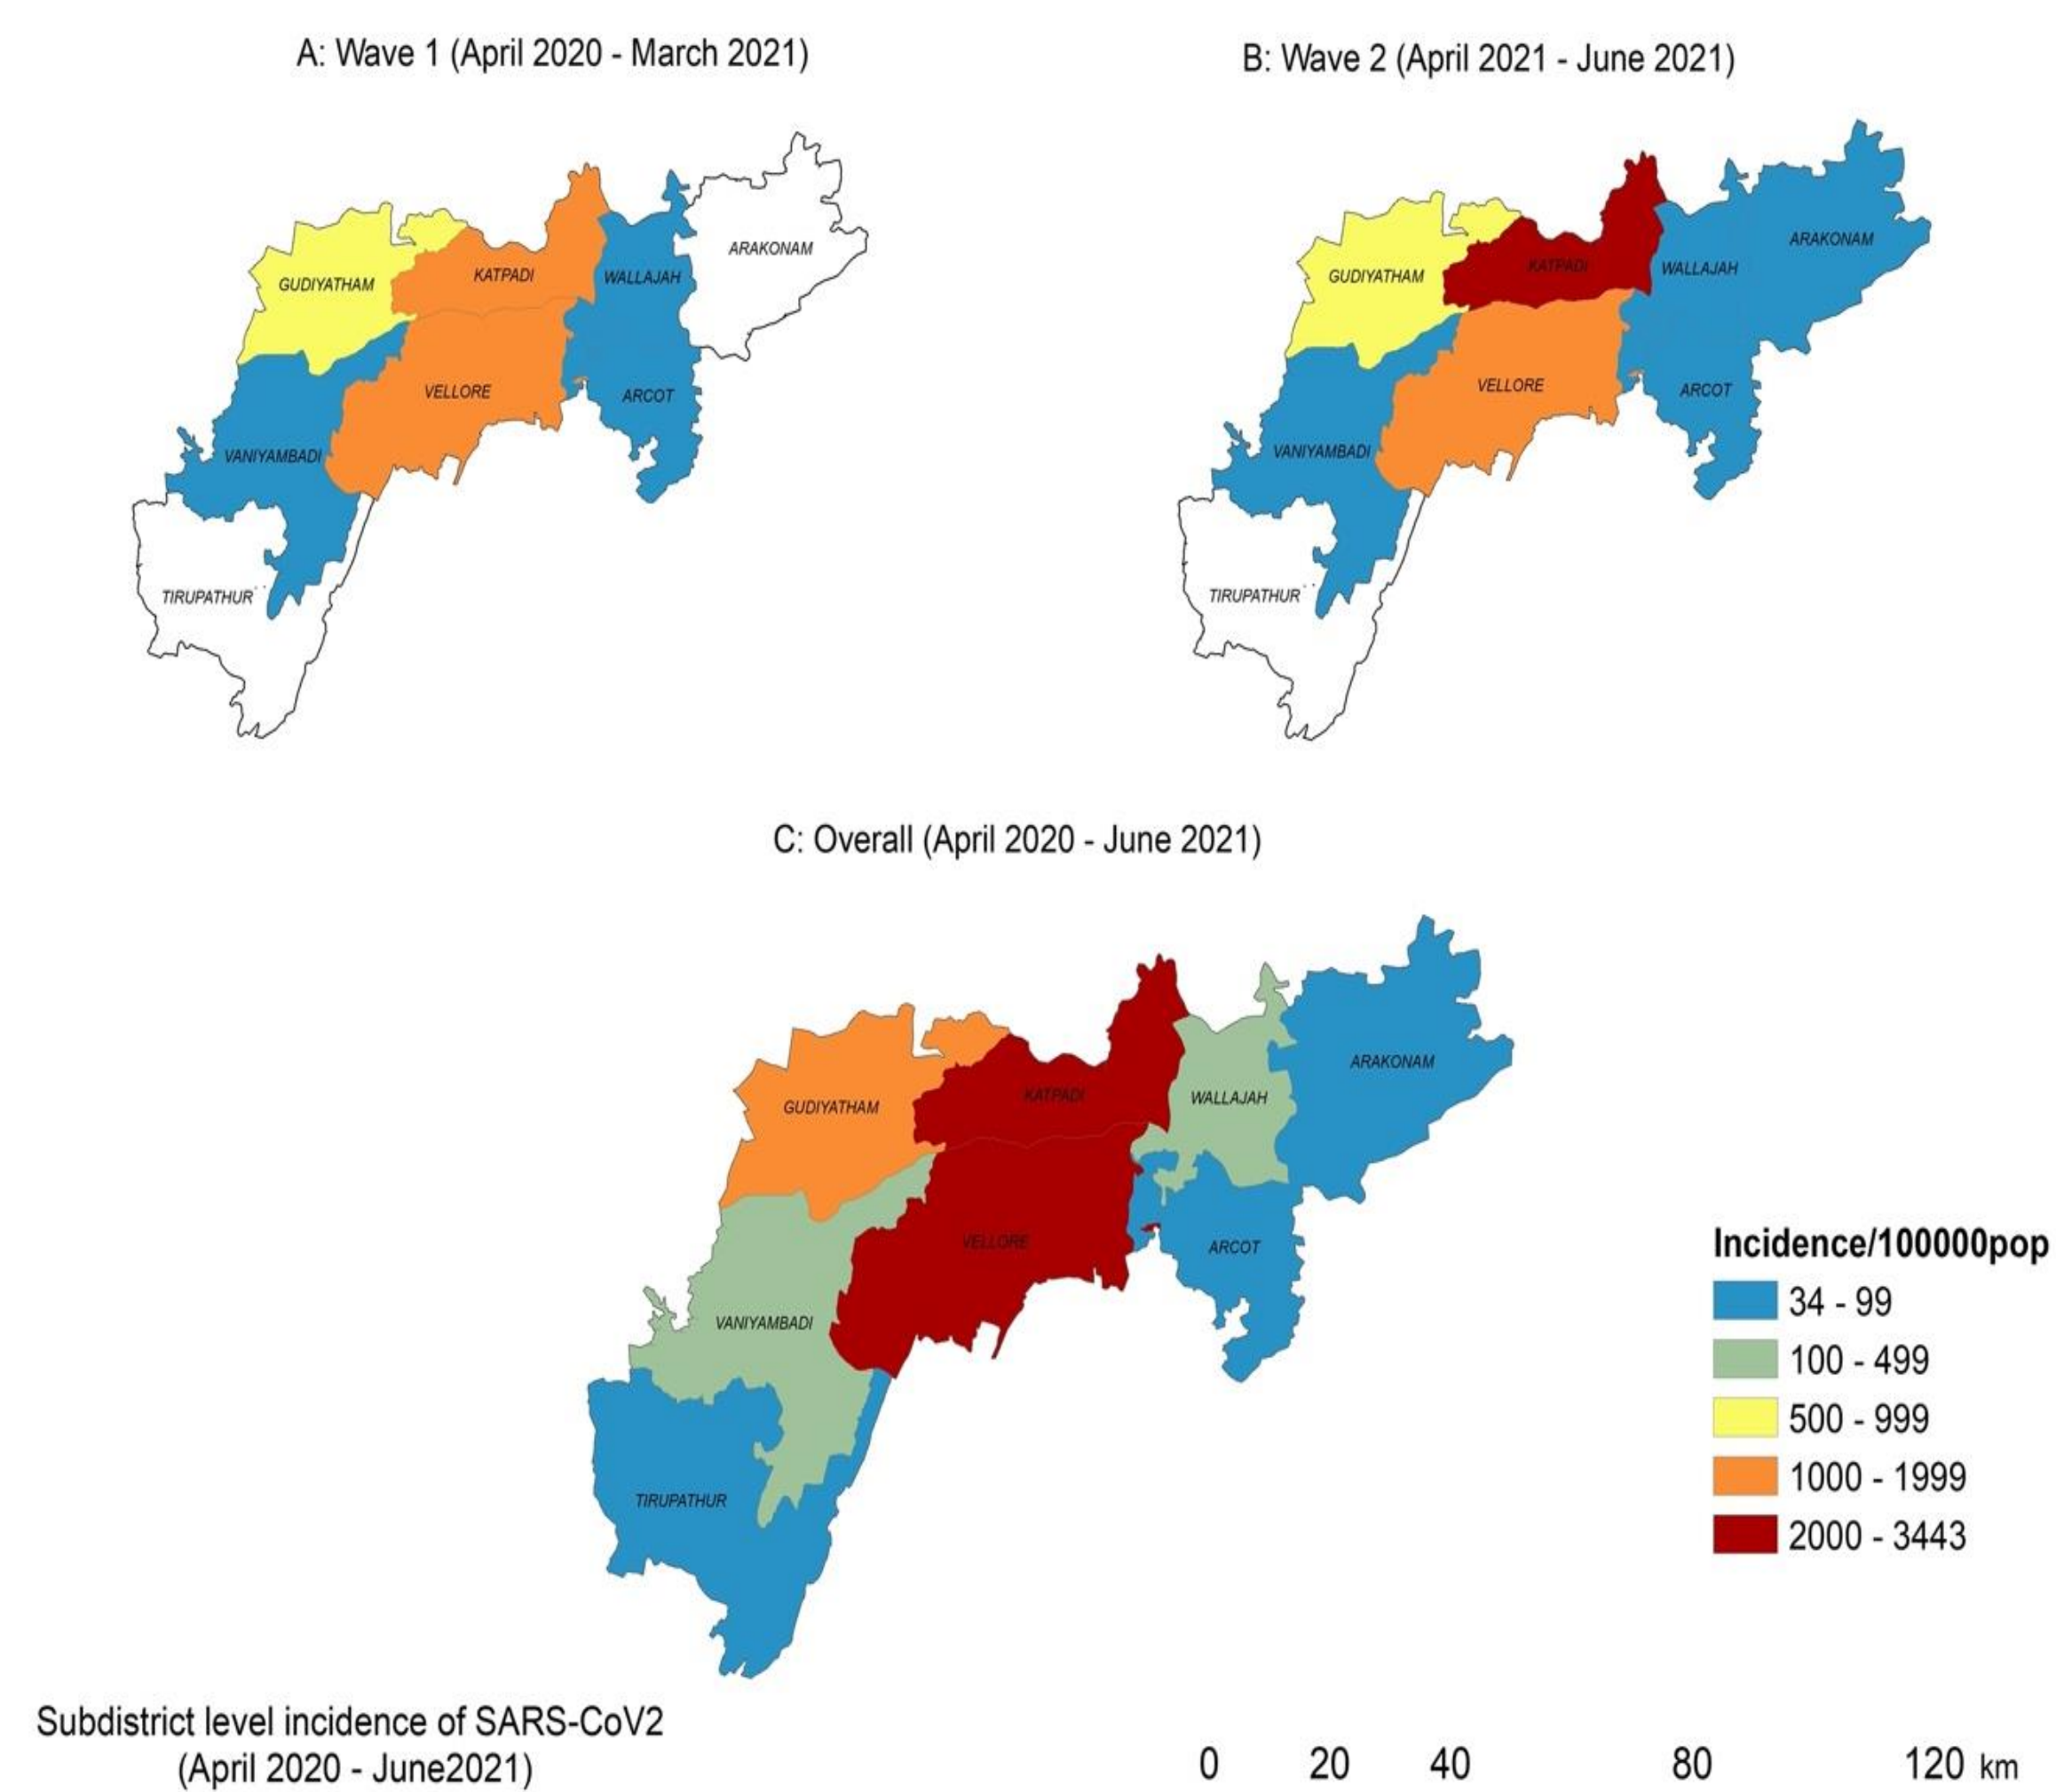 A: Wave 1 (April 2020 - March 2021)
ARAKONAM
GUDIYATHAM
KATPADI
WALLAJAH
VELLORE
ARCOT
VANIYAMBADI
TIRUPATHUR
B: Wave 2 (April 2021 - June 2021)
ARAKONAM
GUDIYATHAM
KATPADI
WALLAJAH
VELLORE
ARCOT
VANIYAMBADI
TIRUPATHUR
C: Overall (April 2020 - June 2021)
ARAKONAM
GUDIYATHAM
KATPADI
WALLAJAH
VELLORE
ARCOT
VANIYAMBADI
TIRUPATHUR
Incidence/100000pop
34 - 99
100 - 499
500 - 999
1000 - 1999
2000 - 3443
Subdistrict level incidence of SARS-CoV2
(April 2020 - June2021)
0 20 40 80 120 km